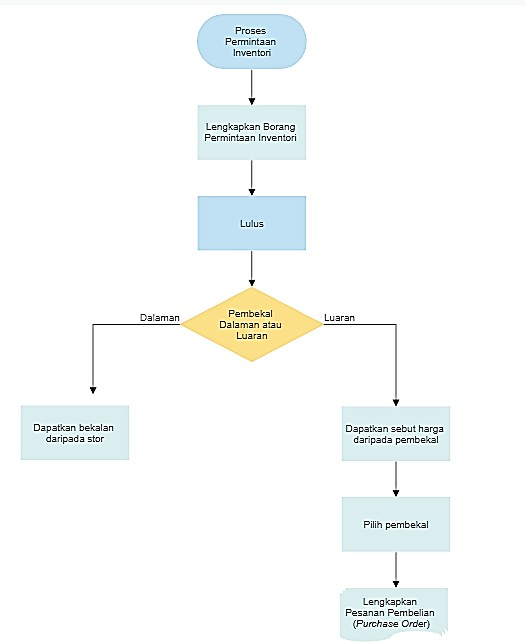 Proses
Permintaan
Inventori
Lengkapkan Borang
Permintaan Inventori
Lulus
Pembekal
Dalaman atau
Luaran
Dalaman
Luaran
Dapatkan bekalan
daripada stor
Dapatkan sebut harga
daripada pembekal
Pilih pembekal
Lengkapkan
Pesanan Pembelian
(Purchase Order)